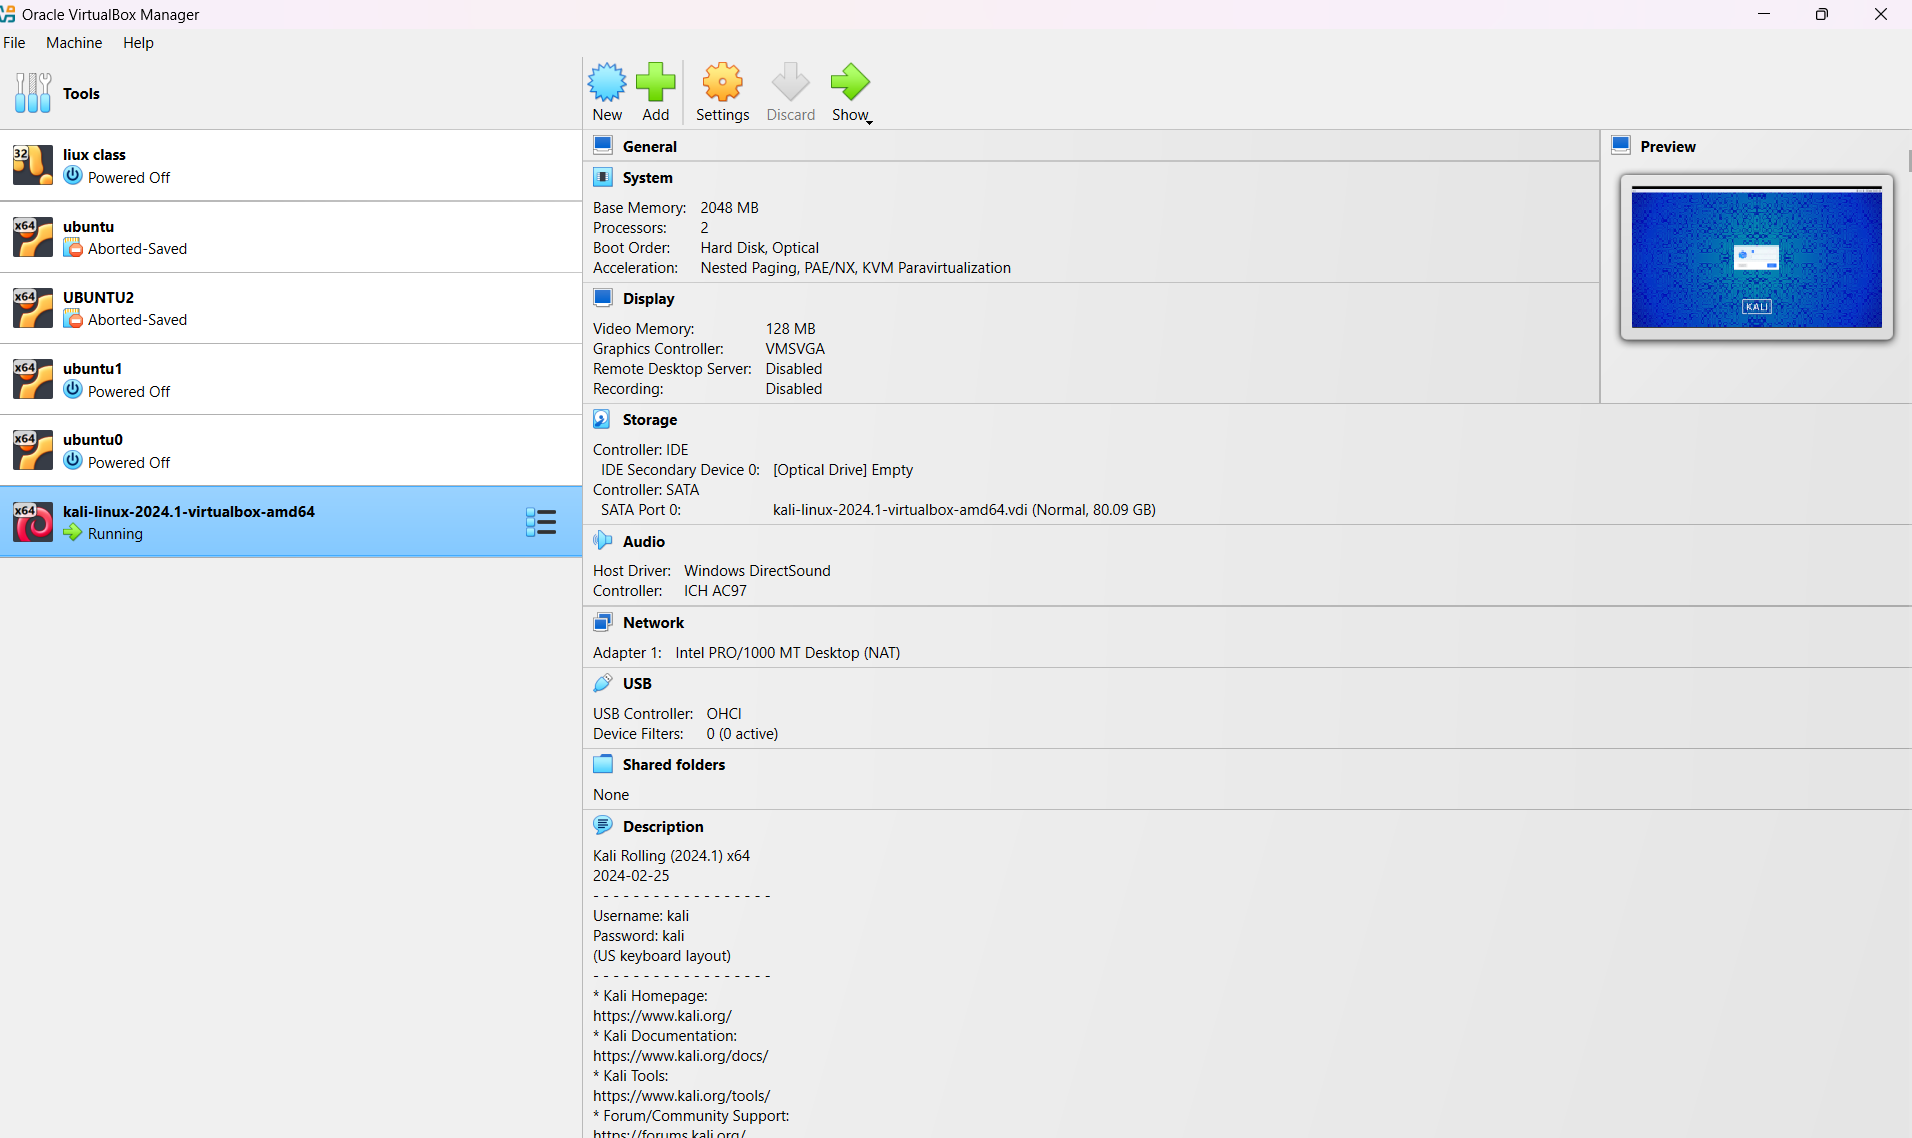 Oracle VirtualBox Manager
File Machine Help
Tools
New Add Settings Discard Show
32
liux class
Powered Off
x64
ubuntu
Aborted-Saved
x64
UBUNTU2
Aborted-Saved
x64
ubuntu1
Powered Off
x64
ubuntu0
Powered Off
x64
kali-linux-2024.1-virtualbox-amd64
Running
General
System
Base Memory: 2048 MB
Processors: 2
Boot Order: Hard Disk, Optical
Acceleration: Nested Paging, PAE/NX, KVM Paravirtualization
Display
Video Memory: 128 MB
Graphics Controller: VMSVGA
Remote Desktop Server: Disabled
Recording: Disabled
Preview
KALI
Storage
Controller: IDE
IDE Secondary Device 0: [Optical Drive] Empty
Controller: SATA
SATA Port 0: kali-linux-2024.1-virtualbox-amd64.vdi (Normal, 80.09 GB)
Audio
Host Driver: Windows DirectSound
Controller: ICH AC97
Network
Adapter 1: Intel PRO/1000 MT Desktop (NAT)
USB
USB Controller: OHCI
Device Filters: 0 (0 active)
Shared folders
None
Description
Kali Rolling (2024.1) x64
2024-02-25
- - - - - - - - - - - - - - - - - -
Username: kali
Password: kali
(US keyboard layout)
- - - - - - - - - - - - - - - - - -
* Kali Homepage:
https://www.kali.org/
* Kali Documentation:
https://www.kali.org/docs/
* Kali Tools:
https://www.kali.org/tools/
* Forum/Community Support:
https://forums.kali.org/